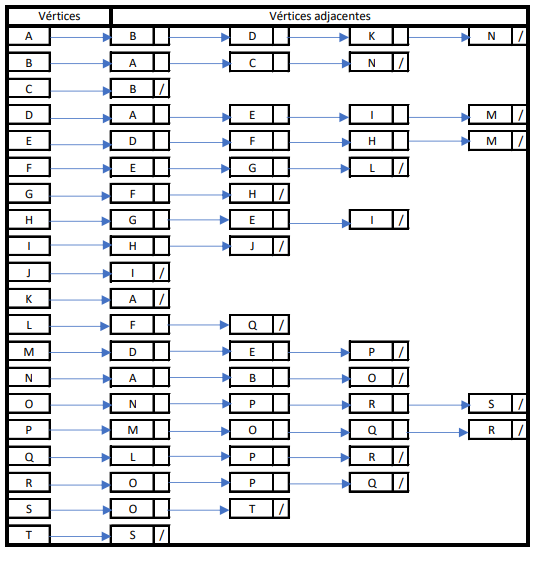 Vértices Vértices adjacentes
A B D K N /
B A C N /
C B /
D A E I M /
E D F H M /
F E G L /
G F H /
H G E I /
I H J /
J I /
K A /
L F Q /
M D E P /
N A B O /
O N P R S /
P M O Q R /
Q L P R /
R O P Q /
S O T /
T S /